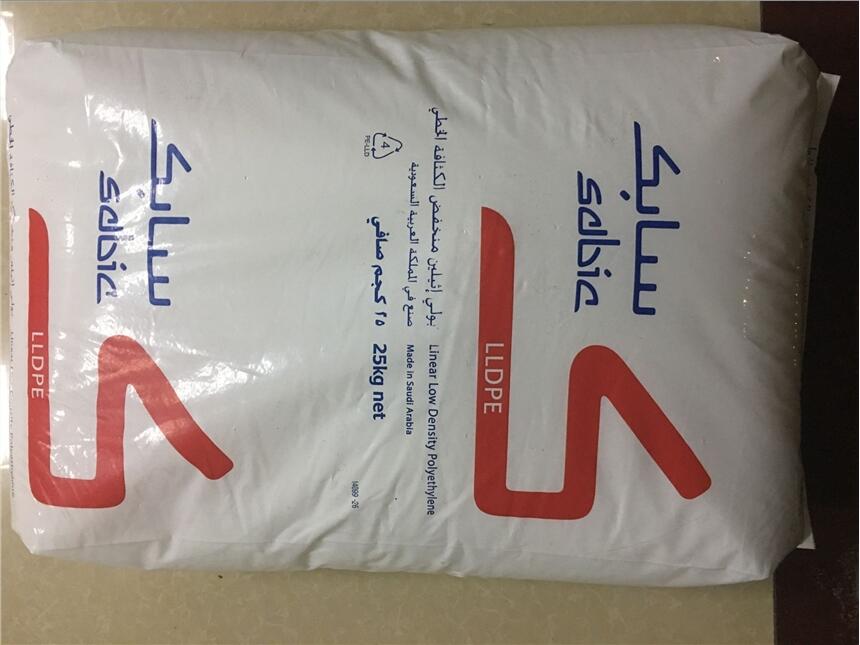 سابك
sabic
LLDPE
بولي إثيلين منخفض الكثافة الخطي Linear Low Density Polyethylene
صنع في المملكة العربية السعودية Made in Saudi Arabia
4
PE-LLD
٢٥ كجم صافي 25kg net
سابك
sabic
LLDPE